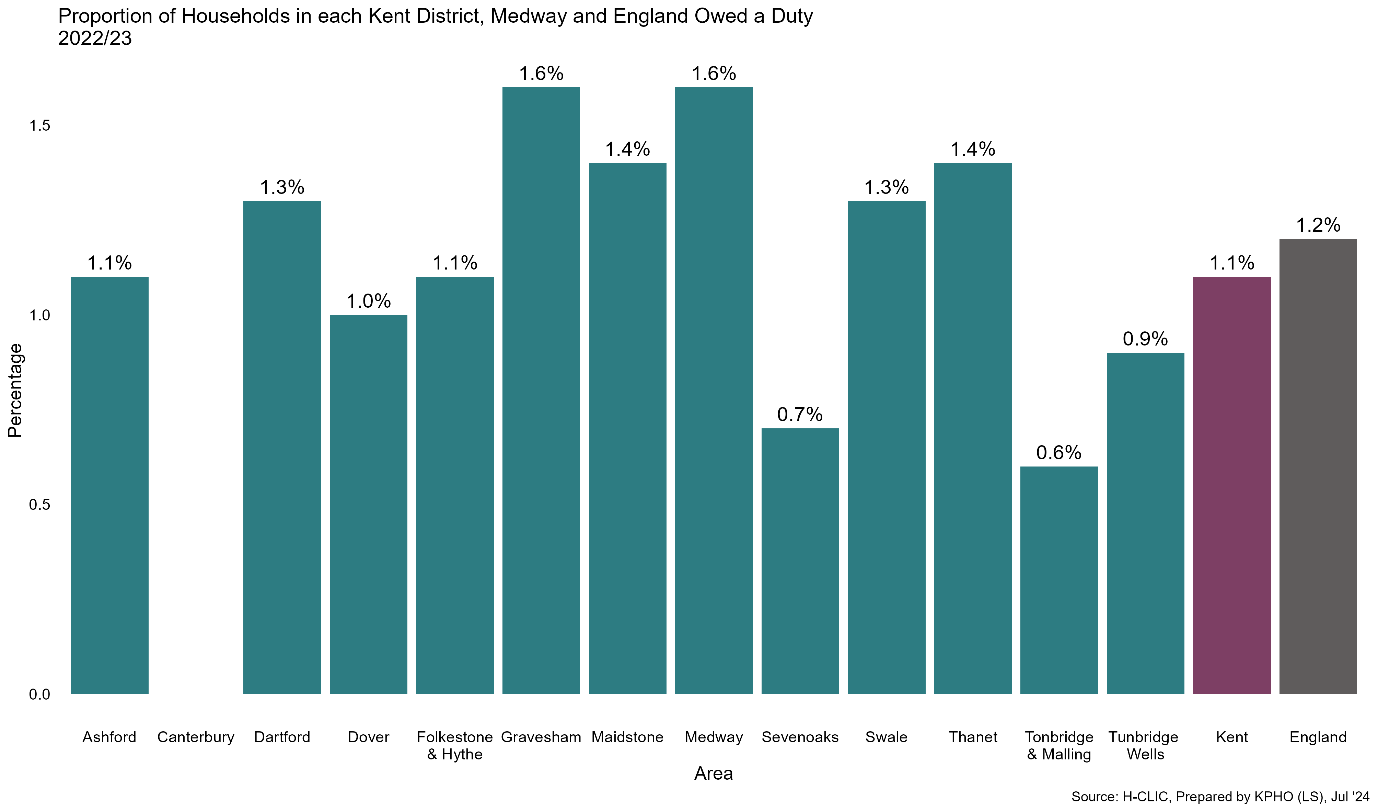 Proportion of Households in each Kent District, Medway and England Owed a Duty
2022/23
1.6%
1.6%
1.5
1.4%
1.4%
1.3%
1.3%
1.2%
1.1%
1.1%
1.1%
1.0%
1.0
0.9%
0.7%
0.6%
0.5
0.0
Percentage
Ashford
Canterbury
Dartford
Dover
Folkestone
& Hythe
Gravesham
Maidstone
Medway
Sevenoaks
Swale
Thanet
Tonbridge
& Malling
Tunbridge
Wells
Kent
England
Area
Source: H-CLIC, Prepared by KPHO (LS), Jul '24